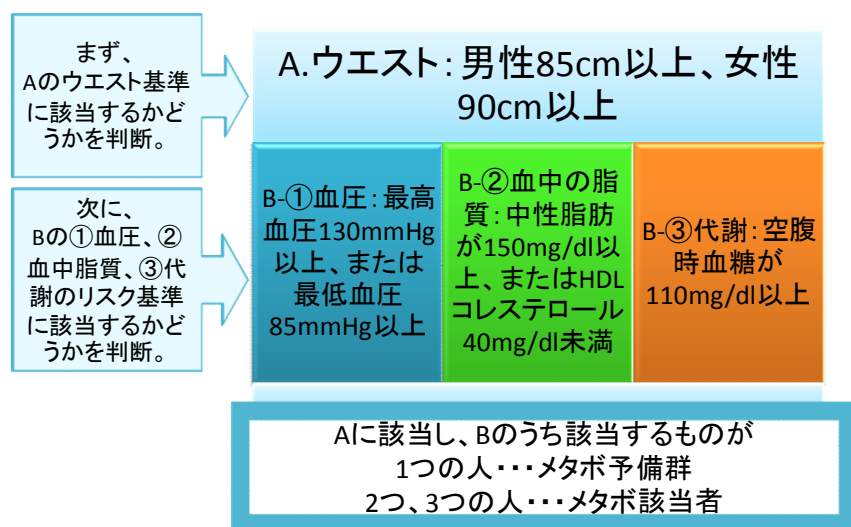 まず、
Aのウエスト基準
に該当するかど
うかを判断。
A.ウエスト：男性85cm以上、女性
90cm以上
次に、
Bの①血圧、②
血中脂質、③代
謝のリスク基準
に該当するかど
うかを判断。
B-①血圧：最高
血圧130mmHg
以上、または
最低血圧
85mmHg以上
B-②血中の脂
質：中性脂肪
が150mg/dl以
上、またはHDL
コレステロール
40mg/dl未満
B-③代謝：空腹
時血糖が
110mg/dl以上
Aに該当し、Bのうち該当するものが
1つの人・・・メタボ予備群
2つ、3つの人・・・メタボ該当者